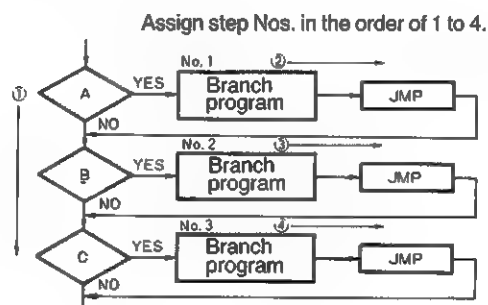 Assign step Nos. in the order of 1 to 4.
No. 1 ②
① A YES Branch program JMP
NO
No. 2 ③
B YES Branch program JMP
NO
No. 3 ④
C YES Branch program JMP
NO